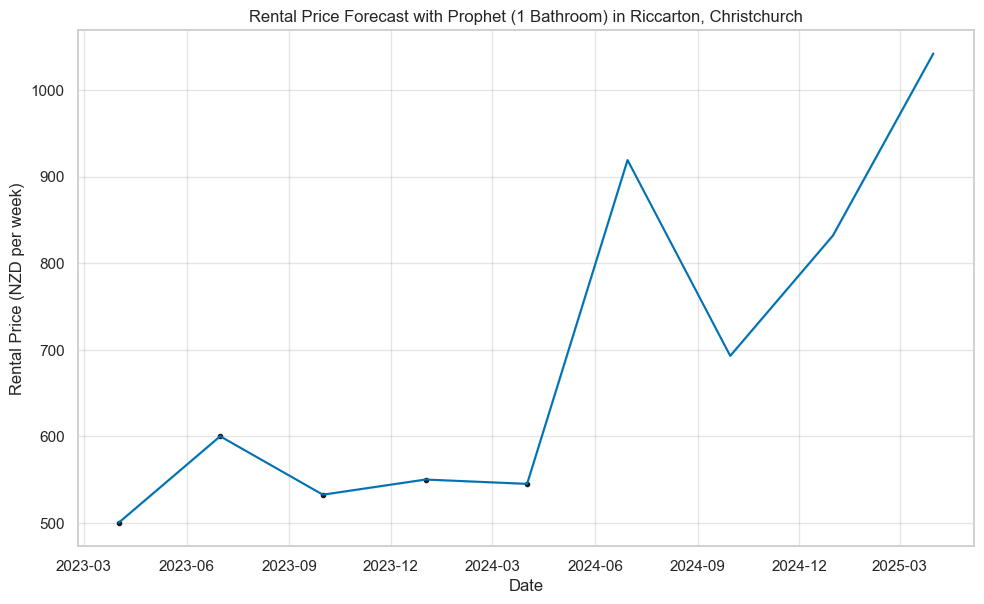 Rental Price Forecast with Prophet (1 Bathroom) in Riccarton, Christchurch
Rental Price (NZD per week)
1000
900
800
700
600
500
2023-03 2023-06 2023-09 2023-12 2024-03 2024-06 2024-09 2024-12 2025-03
Date